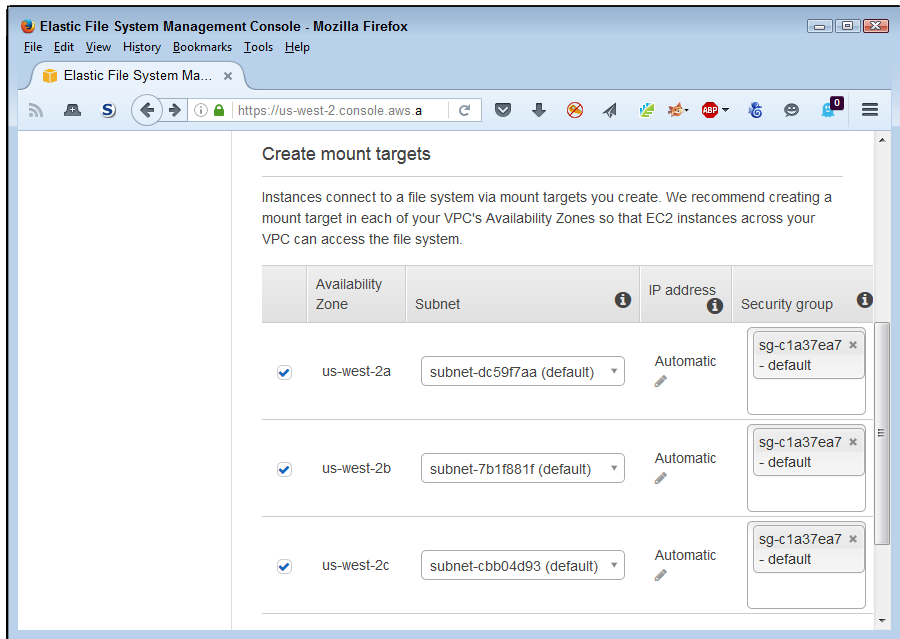 Elastic File System Management Console - Mozilla Firefox
File Edit View History Bookmarks Tools Help
Elastic File System Ma... ×
S https://us-west-2.console.aws.a ABP 0
Create mount targets
Instances connect to a file system via mount targets you create. We recommend creating a
mount target in each of your VPC's Availability Zones so that EC2 instances across your
VPC can access the file system.
Availability
Zone
Subnet
IP address
Security group
us-west-2a
subnet-dc59f7aa (default)
Automatic
sg-c1a37ea7 ×
- default
us-west-2b
subnet-7b1f881f (default)
Automatic
sg-c1a37ea7 ×
- default
us-west-2c
subnet-cbb04d93 (default)
Automatic
sg-c1a37ea7 ×
- default